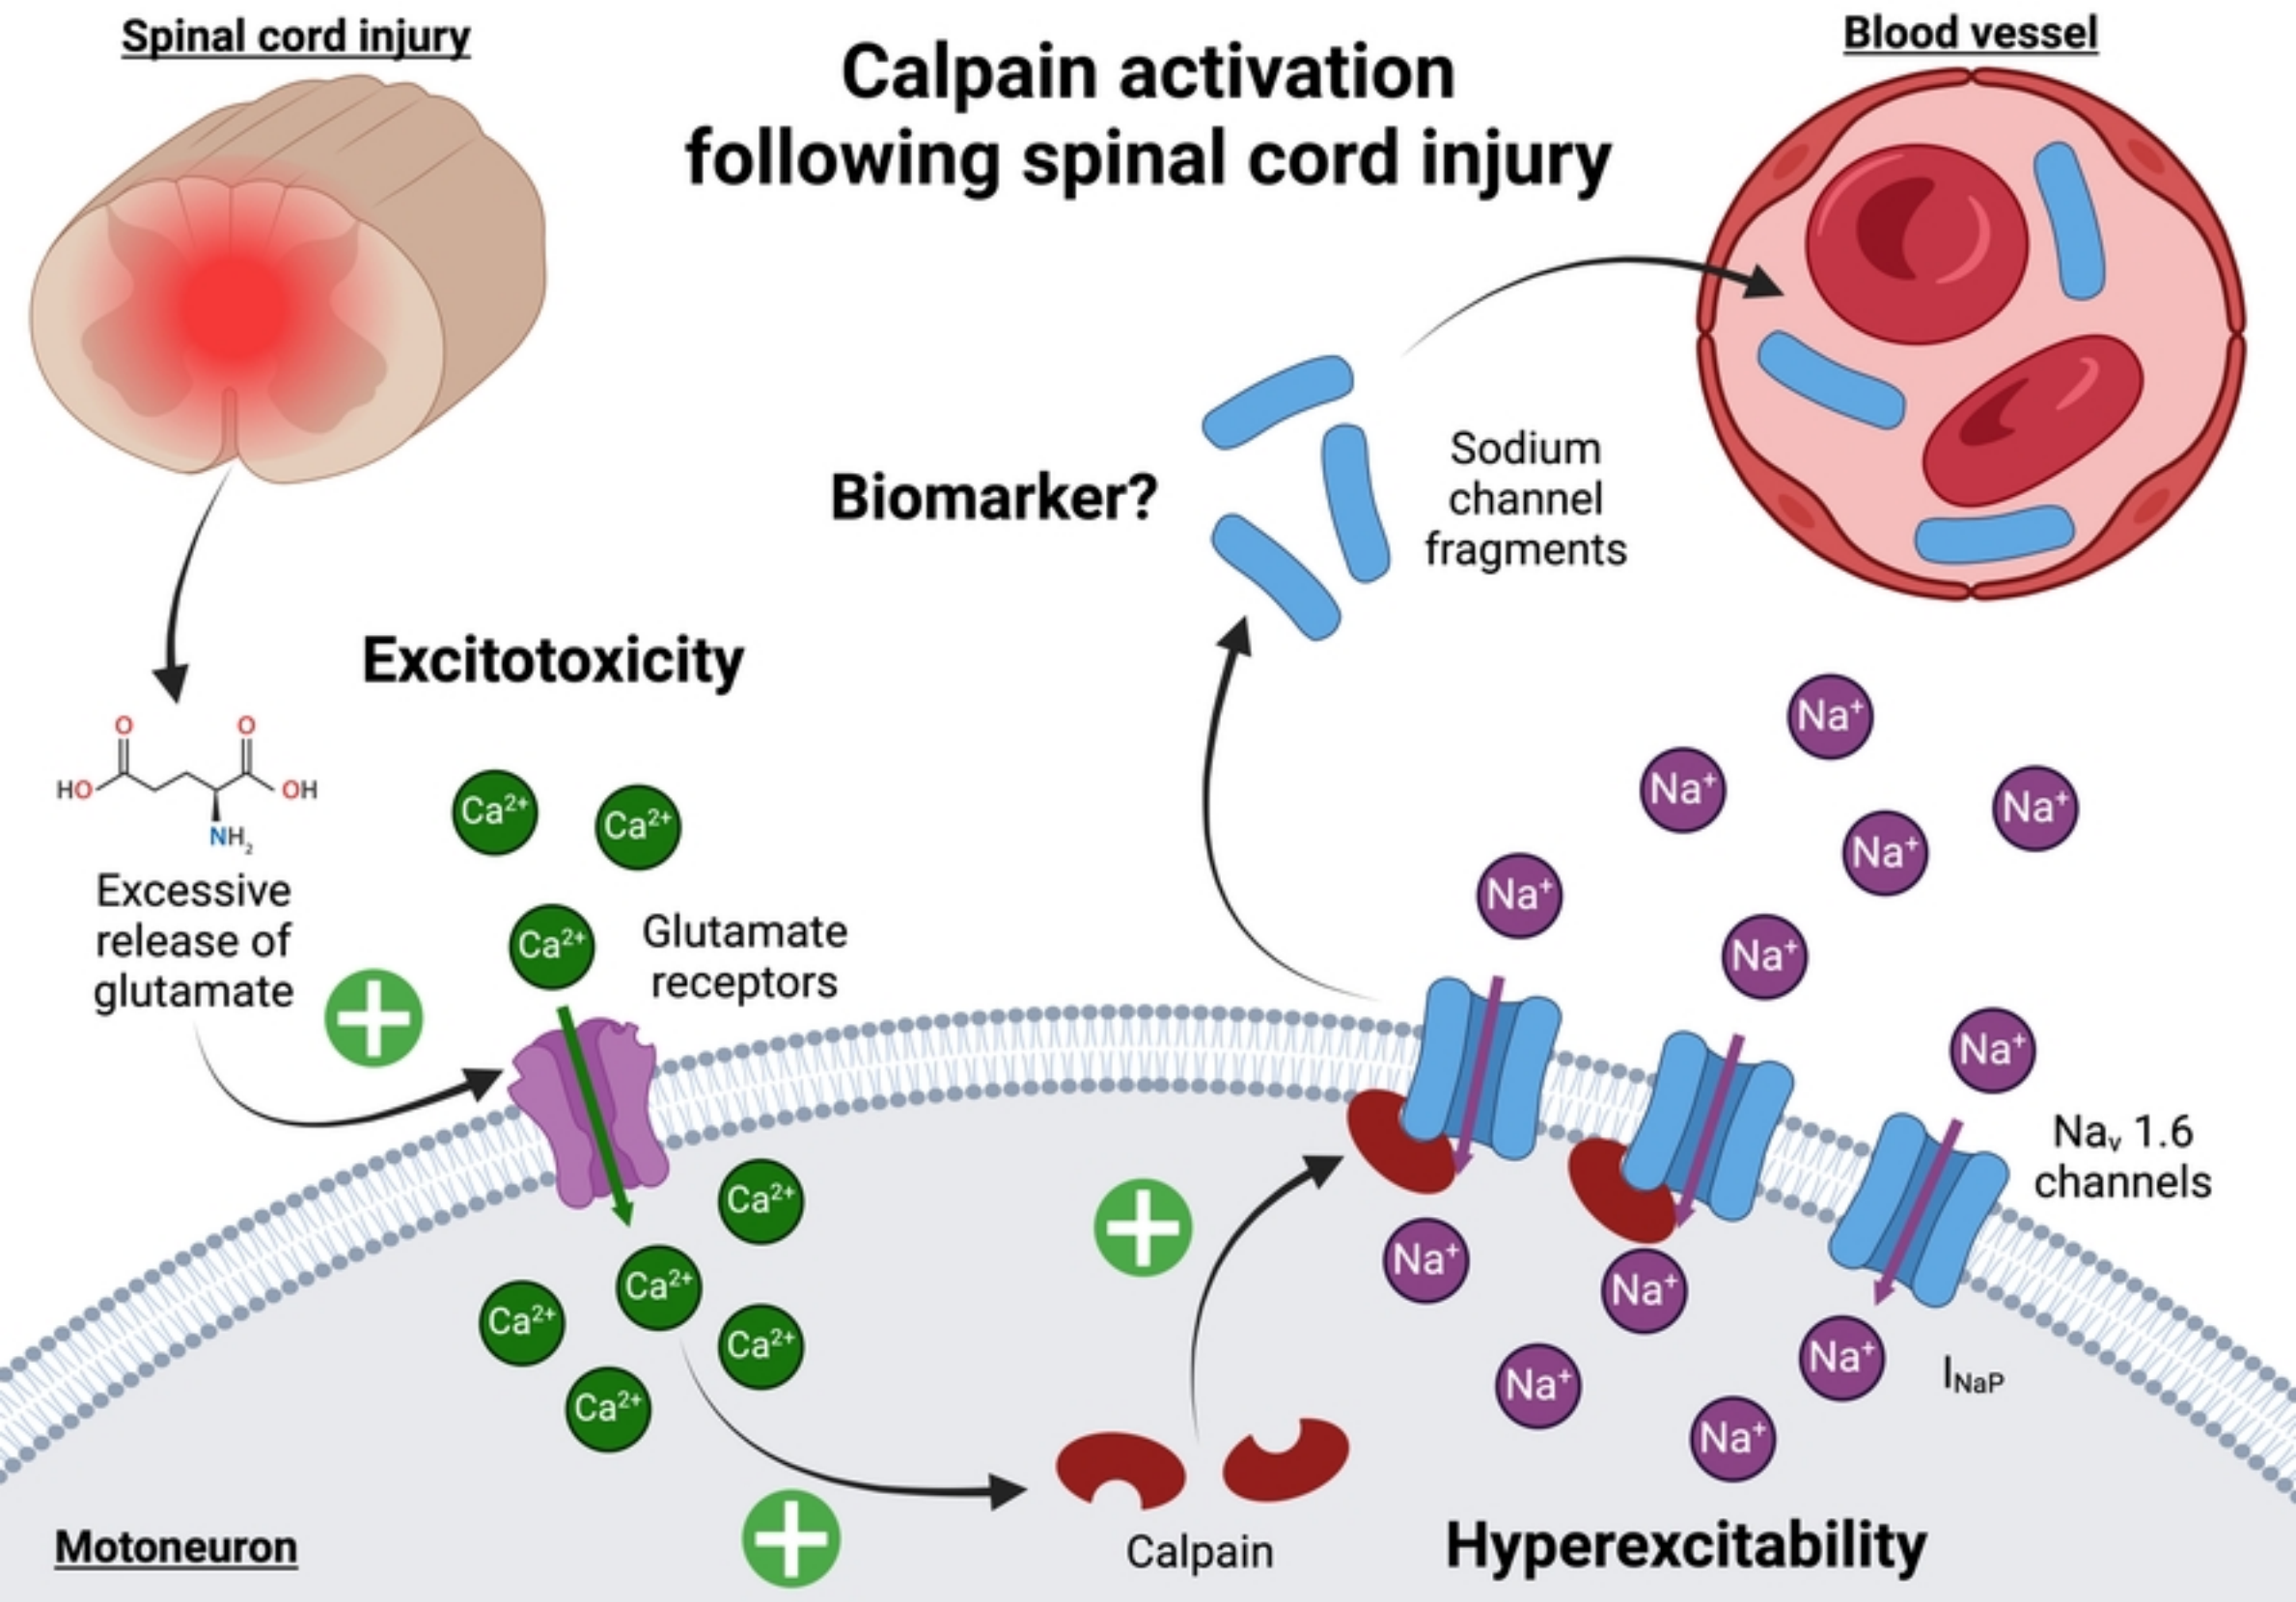 Spinal cord injury
Calpain activation
following spinal cord injury
Blood vessel
Biomarker?
Sodium
channel
fragments
Excitotoxicity
O
O
HO
OH
NH₂
Excessive
release of
glutamate
Ca²⁺
Ca²⁺
Ca²⁺
Glutamate
receptors
Ca²⁺
Ca²⁺
Ca²⁺
Ca²⁺
Ca²⁺
Calpain
Na⁺
Na⁺
Na⁺
Na⁺
Na⁺
Na⁺
Na⁺
Naᵥ 1.6
channels
Na⁺
Na⁺
Na⁺
Na⁺
Na⁺
I_NaP
Motoneuron
Hyperexcitability